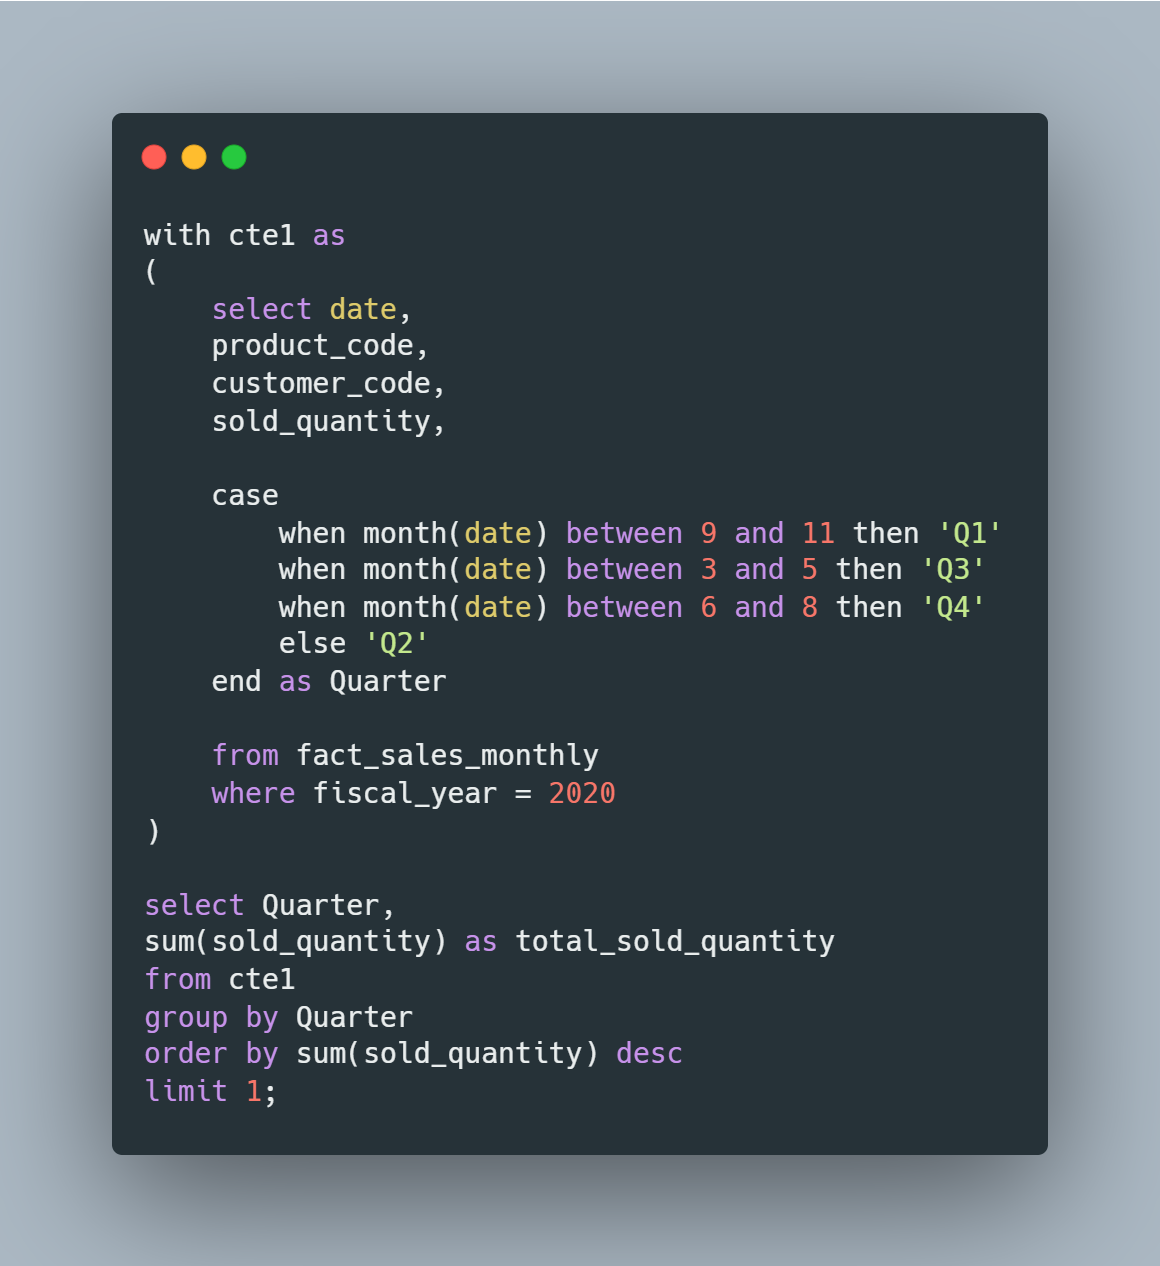 with cte1 as
(
    select date,
    product_code,
    customer_code,
    sold_quantity,

    case
        when month(date) between 9 and 11 then 'Q1'
        when month(date) between 3 and 5 then 'Q3'
        when month(date) between 6 and 8 then 'Q4'
        else 'Q2'
    end as Quarter

    from fact_sales_monthly
    where fiscal_year = 2020
)

select Quarter,
sum(sold_quantity) as total_sold_quantity
from cte1
group by Quarter
order by sum(sold_quantity) desc
limit 1;